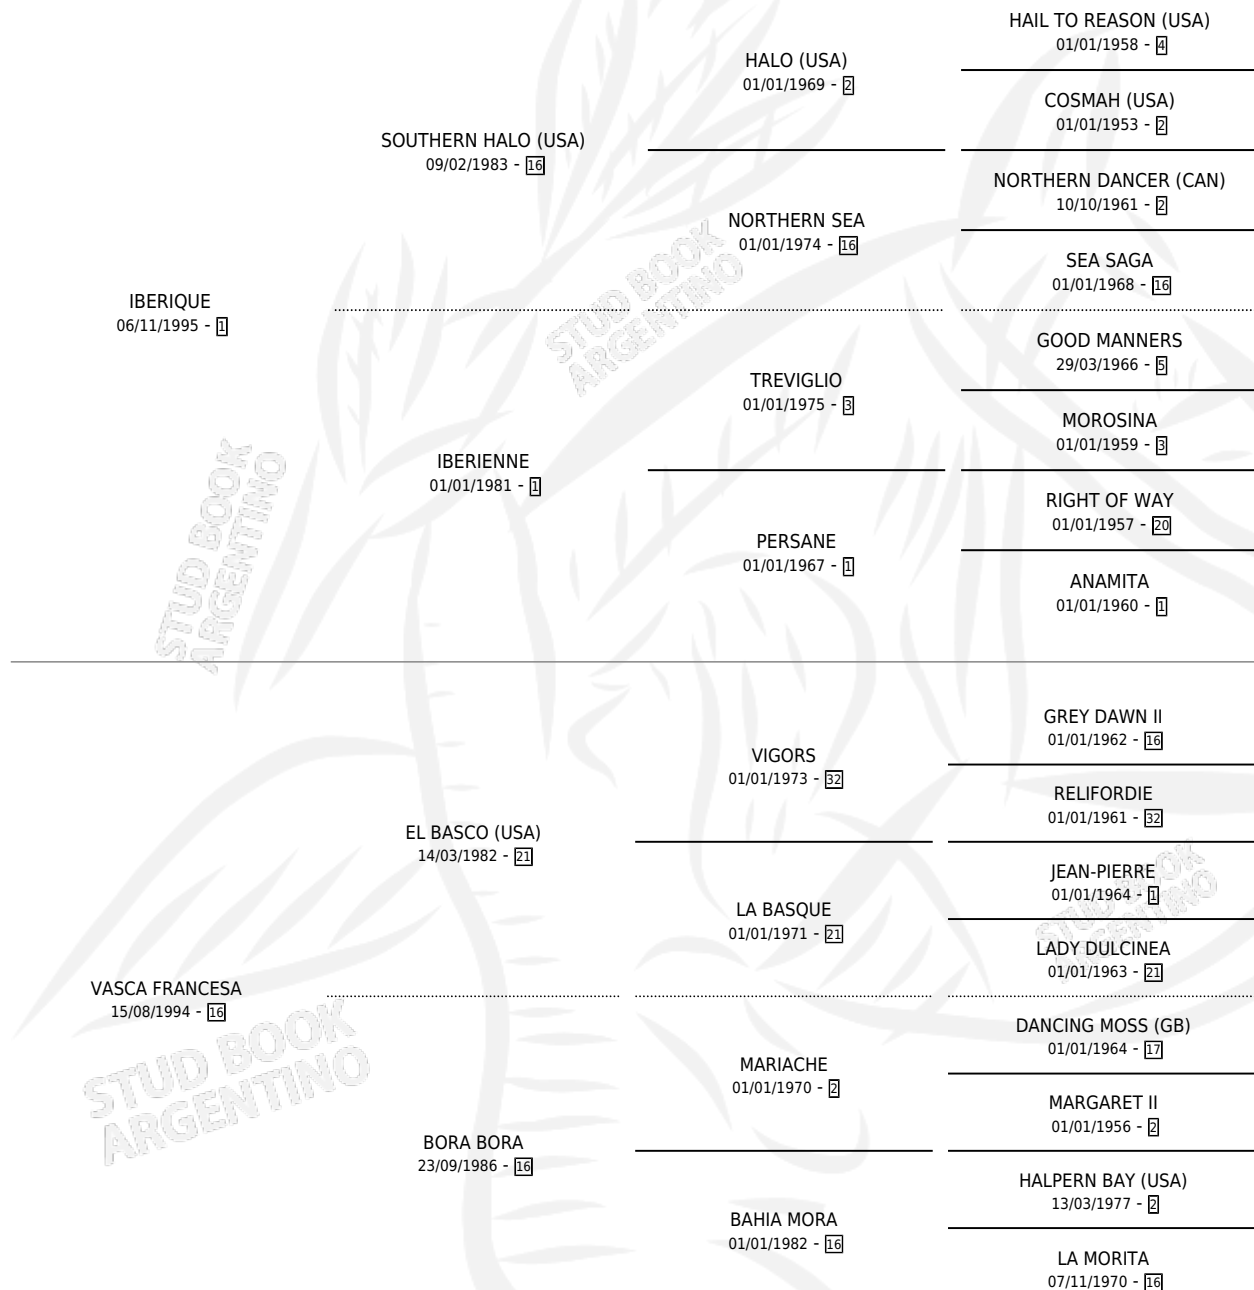 HAIL TO REASON (USA)
01/01/1958 - 4
HALO (USA)
01/01/1969 - 2
COSMAH (USA)
01/01/1953 - 2
SOUTHERN HALO (USA)
09/02/1983 - 16
NORTHERN DANCER (CAN)
10/10/1961 - 2
NORTHERN SEA
01/01/1974 - 16
SEA SAGA
01/01/1968 - 16
IBERIQUE
06/11/1995 - 1
STUD BOOK
ARGENTINO
GOOD MANNERS
29/03/1966 - 5
TREVIGLIO
01/01/1975 - 3
MOROSINA
01/01/1959 - 3
IBERIENNE
01/01/1981 - 1
RIGHT OF WAY
01/01/1957 - 20
PERSANE
01/01/1967 - 1
ANAMITA
01/01/1960 - 1
STUD BOOK
ARGENTINO
GREY DAWN II
01/01/1962 - 16
VIGORS
01/01/1973 - 32
RELIFORDIE
01/01/1961 - 32
EL BASCO (USA)
14/03/1982 - 21
JEAN-PIERRE
01/01/1964 - 1
LA BASQUE
01/01/1971 - 21
LADY DULCINEA
01/01/1963 - 21
STUD BOOK
ARGENTINO
VASCA FRANCESA
15/08/1994 - 16
DANCING MOSS (GB)
01/01/1964 - 17
MARIACHE
01/01/1970 - 2
MARGARET II
01/01/1956 - 2
STUD BOOK
ARGENTINO
BORA BORA
23/09/1986 - 16
HALPERN BAY (USA)
13/03/1977 - 2
BAHIA MORA
01/01/1982 - 16
LA MORITA
07/11/1970 - 16